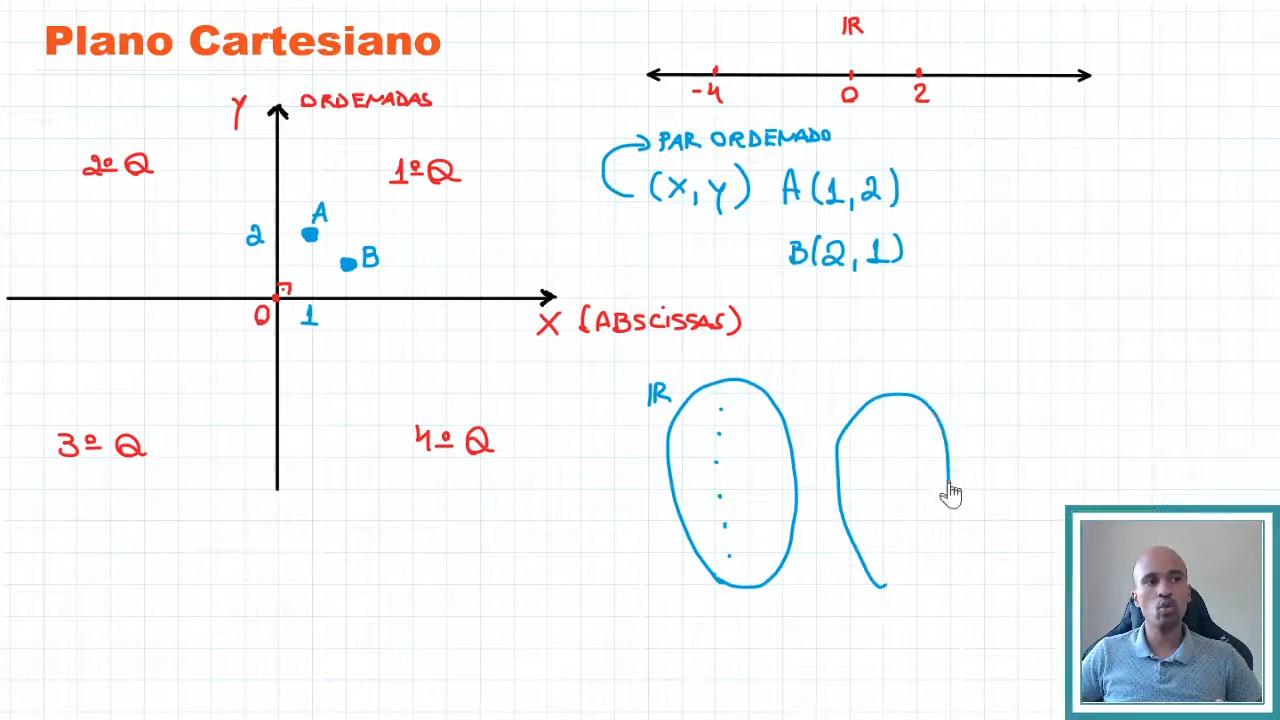 Plano Cartesiano
Y ORDENADAS
2º Q
1º Q
A
2
B
0
1
X (ABSCISSAS)
3º Q
4º Q
IR
-4 0 2
PAR ORDENADO
(X, Y) A(1,2)
B(2,1)
IR